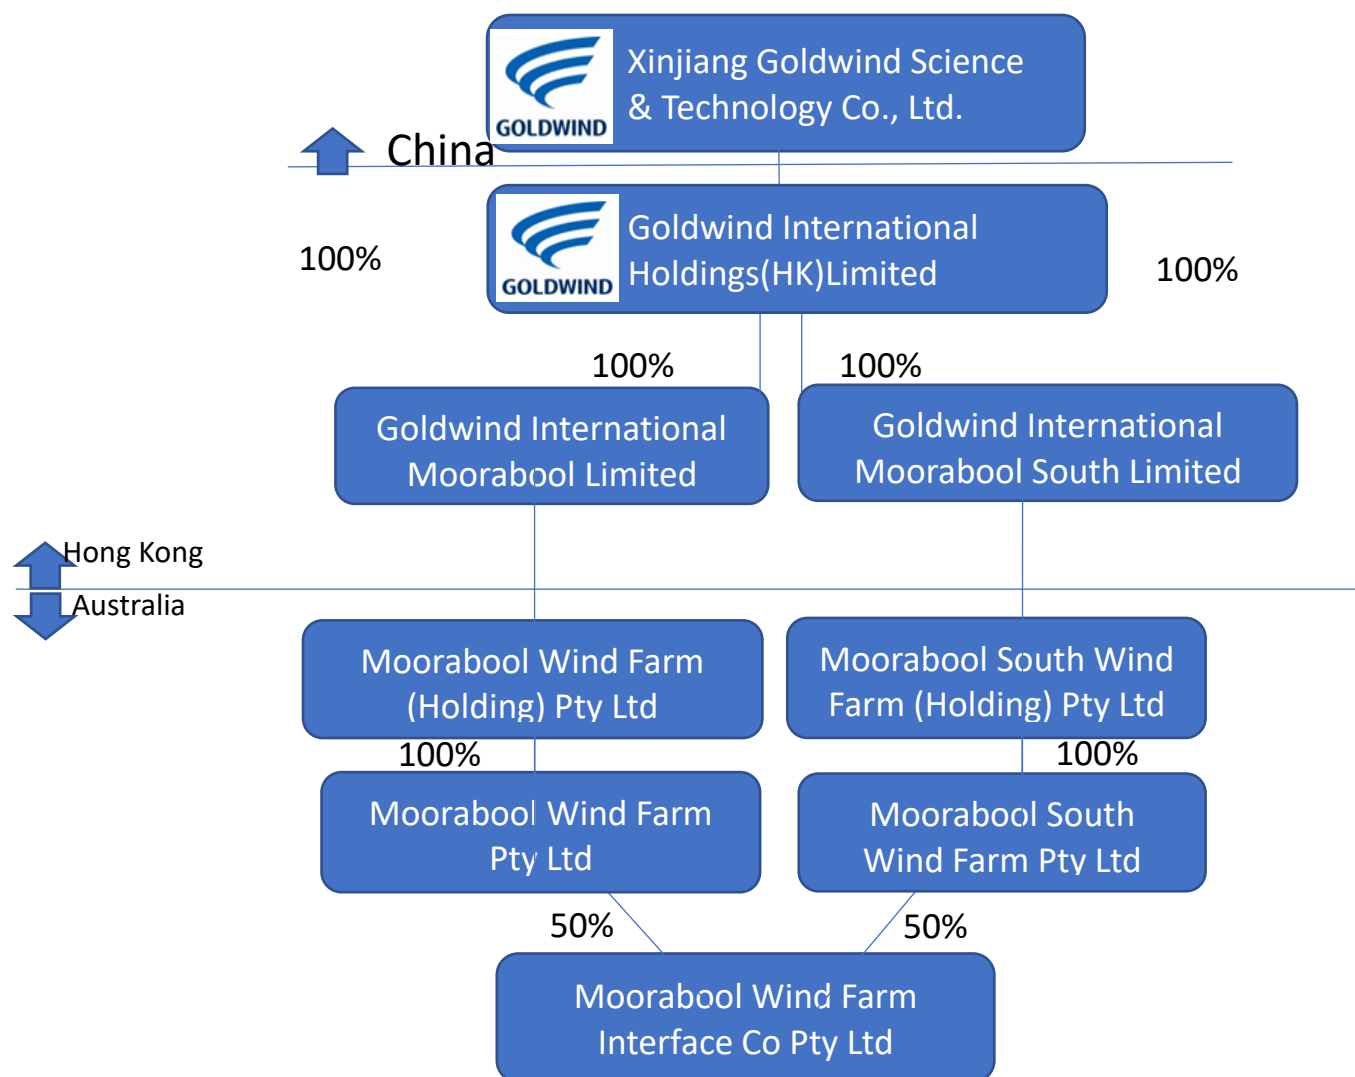 Xinjiang Goldwind Science
& Technology Co., Ltd.
GOLDWIND
China
Goldwind International
Holdings(HK)Limited
GOLDWIND
100%
100%
100%
100%
Goldwind International
Moorabool Limited
Goldwind International
Moorabool South Limited
Hong Kong
Australia
Moorabool Wind Farm
(Holding) Pty Ltd
Moorabool South Wind
Farm (Holding) Pty Ltd
100%
100%
Moorabool Wind Farm
Pty Ltd
Moorabool South
Wind Farm Pty Ltd
50%
50%
Moorabool Wind Farm
Interface Co Pty Ltd